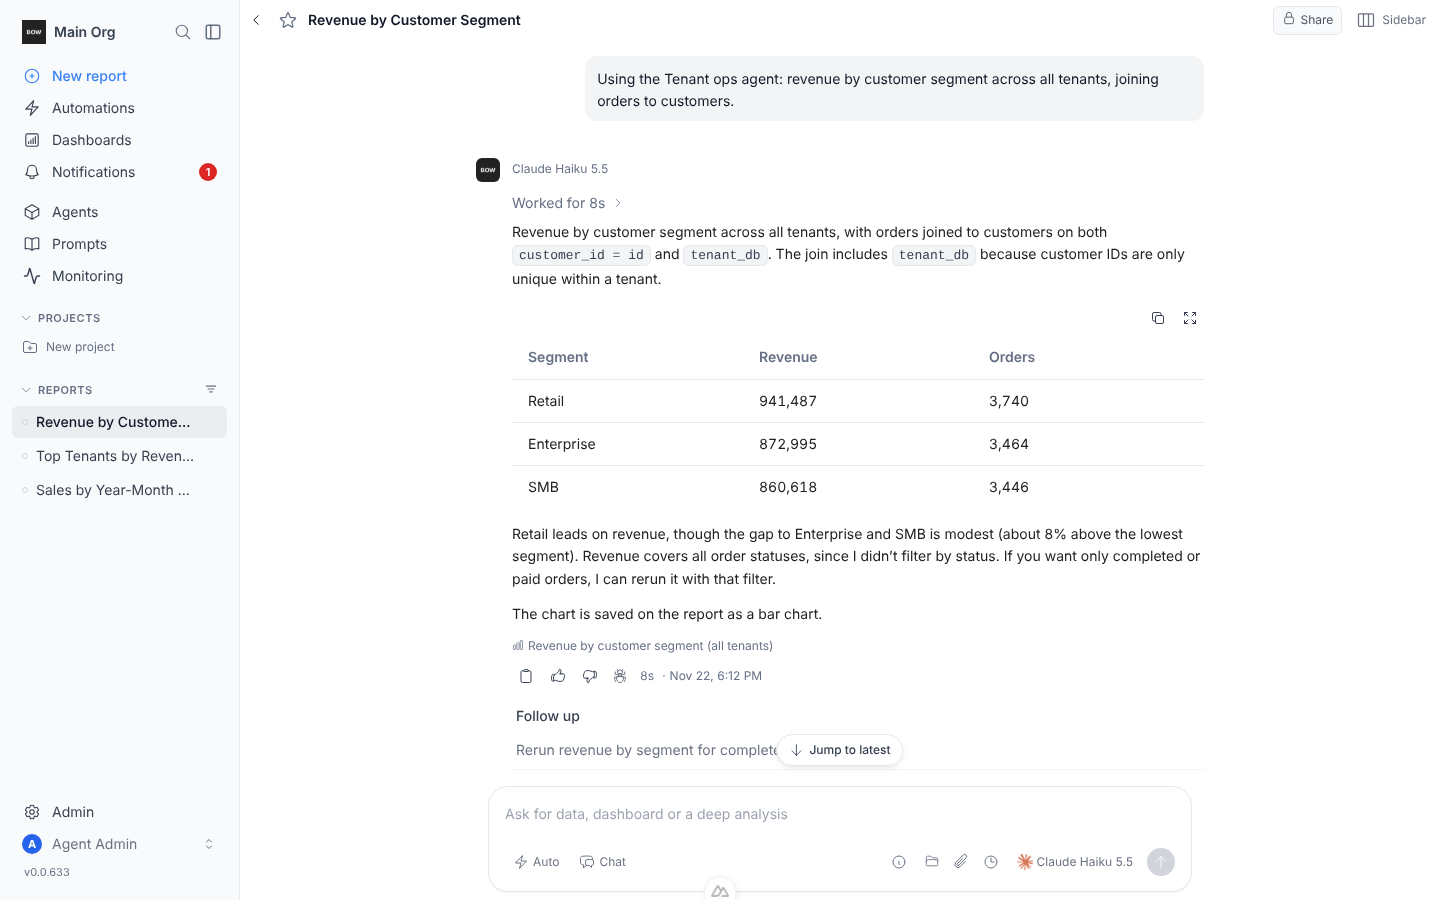 BOW Main Org
New report
Automations
Dashboards
Notifications 1
Agents
Prompts
Monitoring
PROJECTS
New project
REPORTS
Revenue by Custome...
Top Tenants by Reven...
Sales by Year-Month ...
Admin
A Agent Admin
v0.0.633
Revenue by Customer Segment
Share
Sidebar
Using the Tenant ops agent: revenue by customer segment across all tenants, joining
orders to customers.
BOW Claude Haiku 5.5
Worked for 8s
Revenue by customer segment across all tenants, with orders joined to customers on both
customer_id = id and tenant_db. The join includes tenant_db because customer IDs are only
unique within a tenant.
Segment Revenue Orders
Retail 941,487 3,740
Enterprise 872,995 3,464
SMB 860,618 3,446
Retail leads on revenue, though the gap to Enterprise and SMB is modest (about 8% above the lowest
segment). Revenue covers all order statuses, since I didn’t filter by status. If you want only completed or
paid orders, I can rerun it with that filter.
The chart is saved on the report as a bar chart.
Revenue by customer segment (all tenants)
8s · Nov 22, 6:12 PM
Follow up
Rerun revenue by segment for complete
Jump to latest
Ask for data, dashboard or a deep analysis
Auto Chat Claude Haiku 5.5